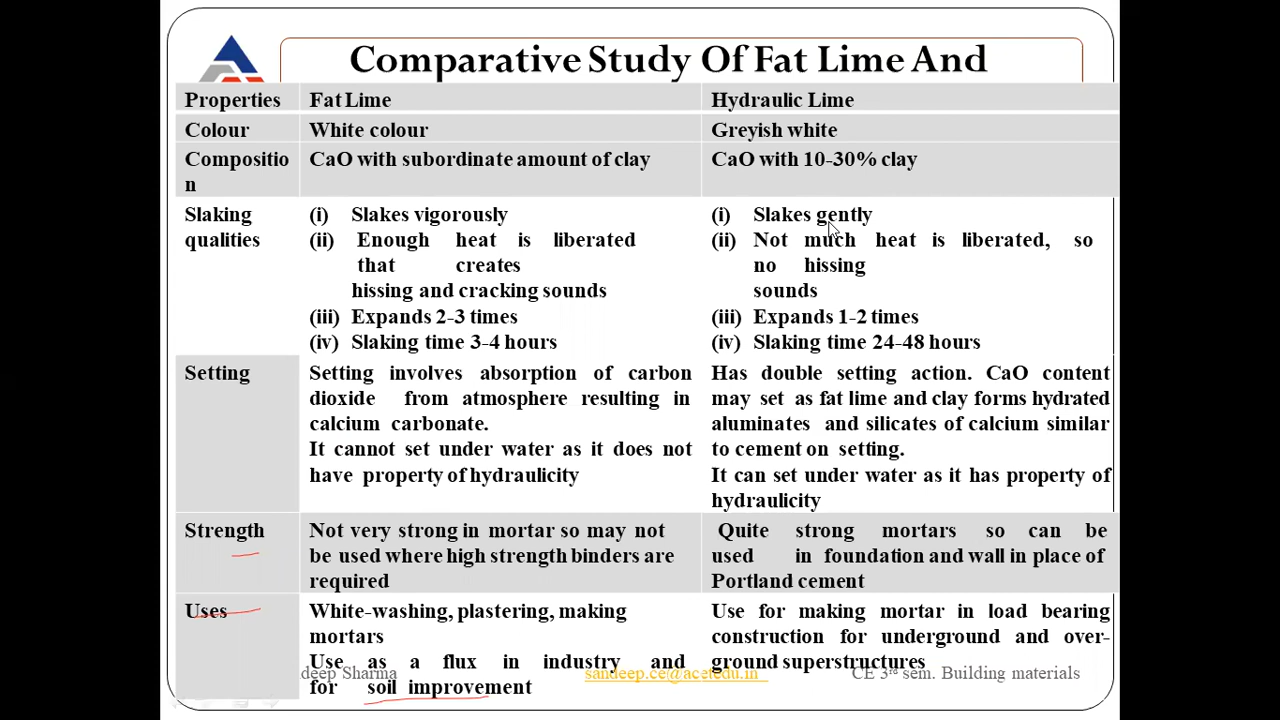 Comparative Study Of Fat Lime And
Properties
Fat Lime
Hydraulic Lime
Colour
White colour
Greyish white
Compositio
n
CaO with subordinate amount of clay
CaO with 10-30% clay
Slaking
qualities
(i) Slakes vigorously
(ii) Enough heat is liberated
that creates
hissing and cracking sounds
(iii) Expands 2-3 times
(iv) Slaking time 3-4 hours
(i) Slakes gently
(ii) Not much heat is liberated, so
no hissing
sounds
(iii) Expands 1-2 times
(iv) Slaking time 24-48 hours
Setting
Setting involves absorption of carbon
dioxide from atmosphere resulting in
calcium carbonate.
It cannot set under water as it does not
have property of hydraulicity
Has double setting action. CaO content
may set as fat lime and clay forms hydrated
aluminates and silicates of calcium similar
to cement on setting.
It can set under water as it has property of
hydraulicity
Strength
Not very strong in mortar so may not
be used where high strength binders are
required
Quite strong mortars so can be
used in foundation and wall in place of
Portland cement
Uses
White-washing, plastering, making
mortars
Use as a flux in industry and
for soil improvement
Use for making mortar in load bearing
construction for underground and over-
ground superstructures
deep Sharma
sandeep.ce@acetedu.in
CE 3rd sem. Building materials